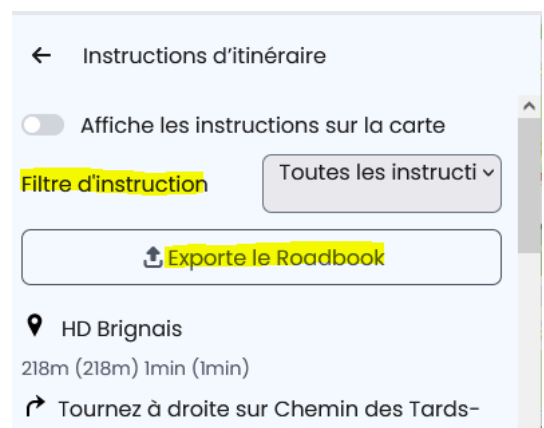 Instructions d'itinéraire
Affiche les instructions sur la carte
Filtre d'instruction
Toutes les instructi
Exporte le Roadbook
HD Brignais
218m (218m) 1min (1min)
Tournez à droite sur Chemin des Tards-